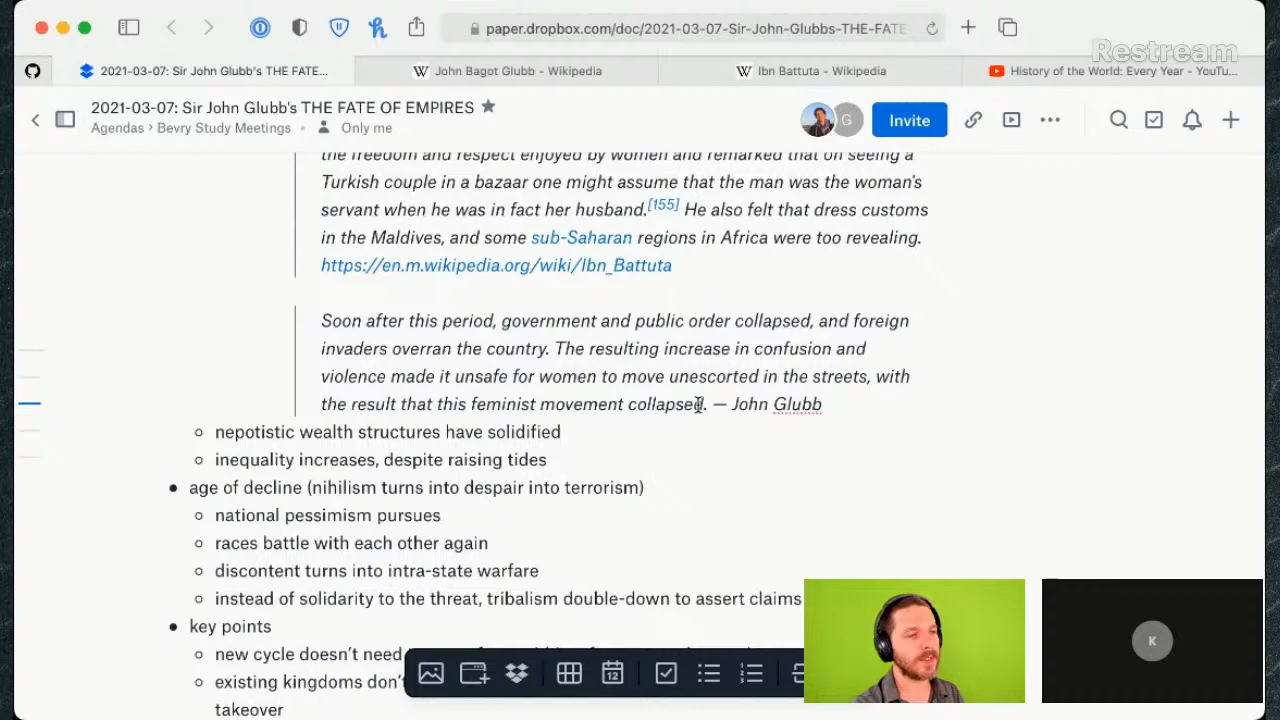 paper.dropbox.com/doc/2021-03-07-Sir-John-Glubbs-THE-FATE-
Restream
2021-03-07: Sir John Glubb's THE FATE...
W John Bagot Glubb – Wikipedia
W Ibn Battuta – Wikipedia
History of the World: Every Year - YouTu...
2021-03-07: Sir John Glubb's THE FATE OF EMPIRES
Agendas › Bevry Study Meetings • Only me
G
Invite
the freedom and respect enjoyed by women and remarked that on seeing a
Turkish couple in a bazaar one might assume that the man was the woman's
servant when he was in fact her husband.[155] He also felt that dress customs
in the Maldives, and some sub-Saharan regions in Africa were too revealing.
https://en.m.wikipedia.org/wiki/Ibn_Battuta
Soon after this period, government and public order collapsed, and foreign
invaders overran the country. The resulting increase in confusion and
violence made it unsafe for women to move unescorted in the streets, with
the result that this feminist movement collapsed. — John Glubb
nepotistic wealth structures have solidified
inequality increases, despite raising tides
age of decline (nihilism turns into despair into terrorism)
national pessimism pursues
races battle with each other again
discontent turns into intra-state warfare
instead of solidarity to the threat, tribalism double-down to assert claims
key points
new cycle doesn't need
existing kingdoms don't
takeover
12
K